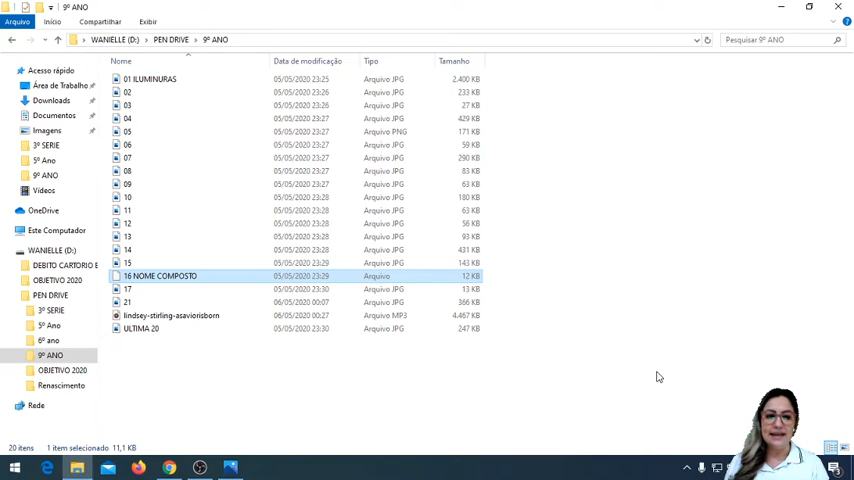 9º ANO
Arquivo Início Compartilhar Exibir
WANIELLE (D:) PEN DRIVE 9º ANO Pesquisar 9º ANO
Nome Data de modificação Tipo Tamanho
Acesso rápido
Área de Trabalho
Downloads
Documentos
Imagens
3º SERIE
5º Ano
9º ANO
Vídeos
OneDrive
Este Computador
WANIELLE (D:)
DEBITO CARTORIO E
OBJETIVO 2020
PEN DRIVE
3º SERIE
5º Ano
6º ano
9º ANO
OBJETIVO 2020
Renascimento
Rede
01 ILUMINURAS 05/05/2020 23:25 Arquivo JPG 2.400 KB
02 05/05/2020 23:26 Arquivo JPG 233 KB
03 05/05/2020 23:26 Arquivo JPG 27 KB
04 05/05/2020 23:27 Arquivo JPG 429 KB
05 05/05/2020 23:27 Arquivo PNG 171 KB
06 05/05/2020 23:27 Arquivo JPG 59 KB
07 05/05/2020 23:27 Arquivo JPG 290 KB
08 05/05/2020 23:27 Arquivo JPG 83 KB
09 05/05/2020 23:27 Arquivo JPG 63 KB
10 05/05/2020 23:28 Arquivo JPG 180 KB
11 05/05/2020 23:28 Arquivo JPG 63 KB
12 05/05/2020 23:28 Arquivo JPG 56 KB
13 05/05/2020 23:28 Arquivo JPG 93 KB
14 05/05/2020 23:28 Arquivo JPG 431 KB
15 05/05/2020 23:29 Arquivo JPG 143 KB
16 NOME COMPOSTO 05/05/2020 23:29 Arquivo 12 KB
17 05/05/2020 23:30 Arquivo JPG 13 KB
21 06/05/2020 00:07 Arquivo JPG 366 KB
lindsey-stirling-asaviorisborn 06/05/2020 00:27 Arquivo MP3 4.467 KB
ULTIMA 20 05/05/2020 23:30 Arquivo JPG 247 KB
20 itens 1 item selecionado 11,1 KB
3